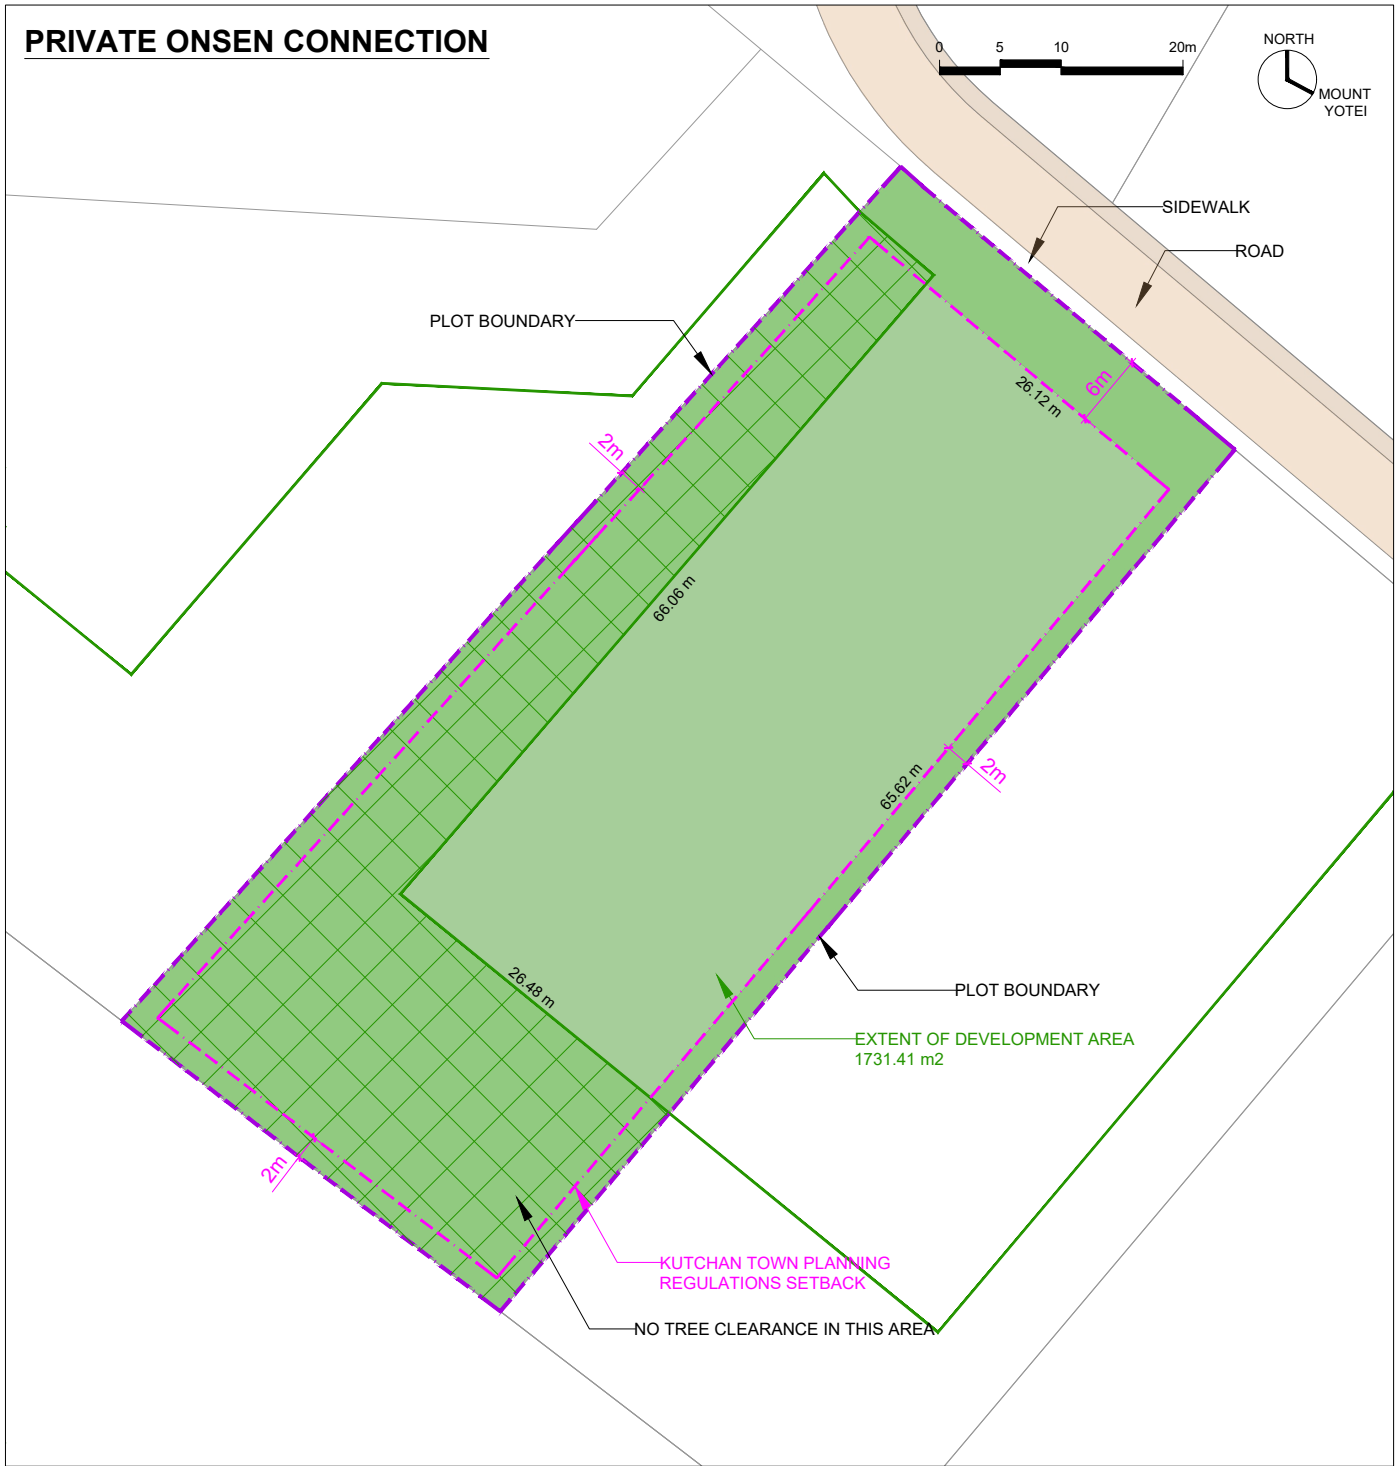 PRIVATE ONSEN CONNECTION
0 5 10 20m
NORTH
MOUNT
YOTEI
SIDEWALK
ROAD
PLOT BOUNDARY
6m
26.12 m
2m
66.06 m
65.62 m
2m
26.48 m
PLOT BOUNDARY
EXTENT OF DEVELOPMENT AREA
1731.41 m2
2m
KUTCHAN TOWN PLANNING
REGULATIONS SETBACK
NO TREE CLEARANCE IN THIS AREA